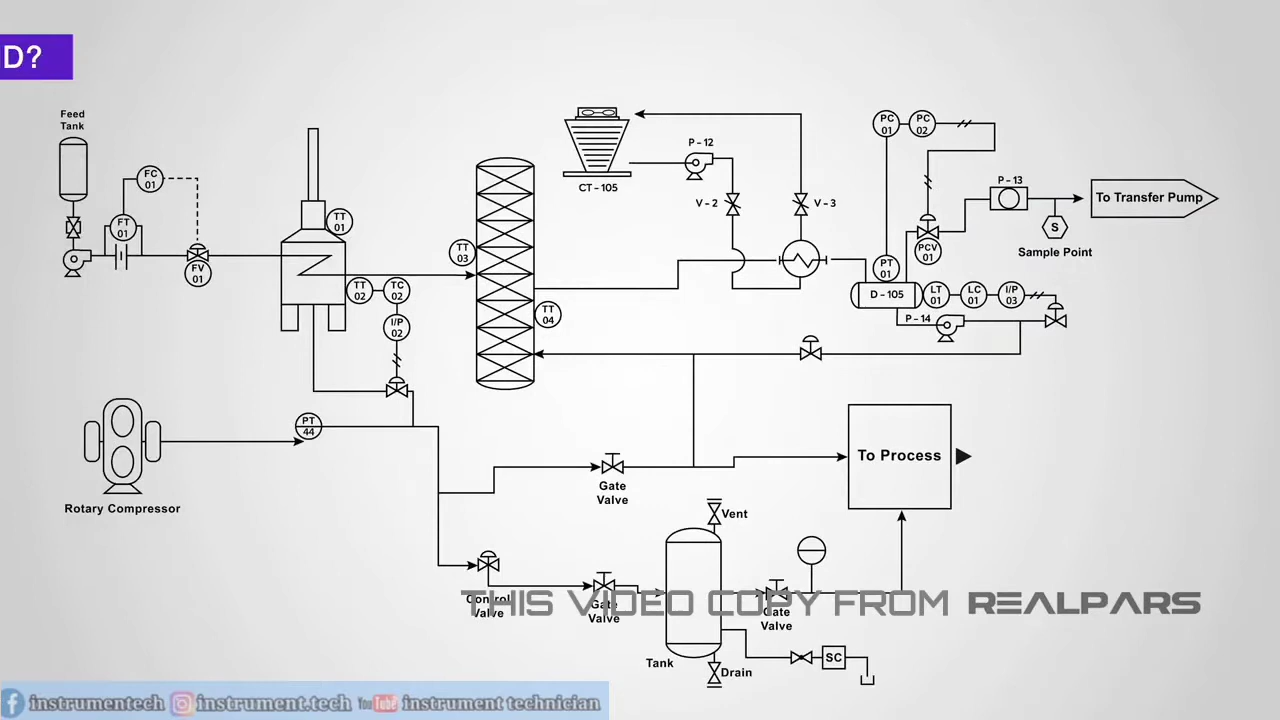 D?
Feed
Tank
FC
01
FT
01
FV
01
TT
01
TT
02
TC
02
I/P
02
TT
03
TT
04
CT-105
P-12
V-2
V-3
PC
01
PC
02
P-13
To Transfer Pump
S
Sample Point
PCV
01
PT
01
D-105
LT
01
LC
01
I/P
03
P-14
Rotary Compressor
PT
44
Gate
Valve
To Process
Vent
Control
Valve
Gate
Valve
Gate
Valve
THIS VIDEO COPY FROM REALPARS
Tank
Drain
SC
instrumentech instrument.tech YouTube instrument technician